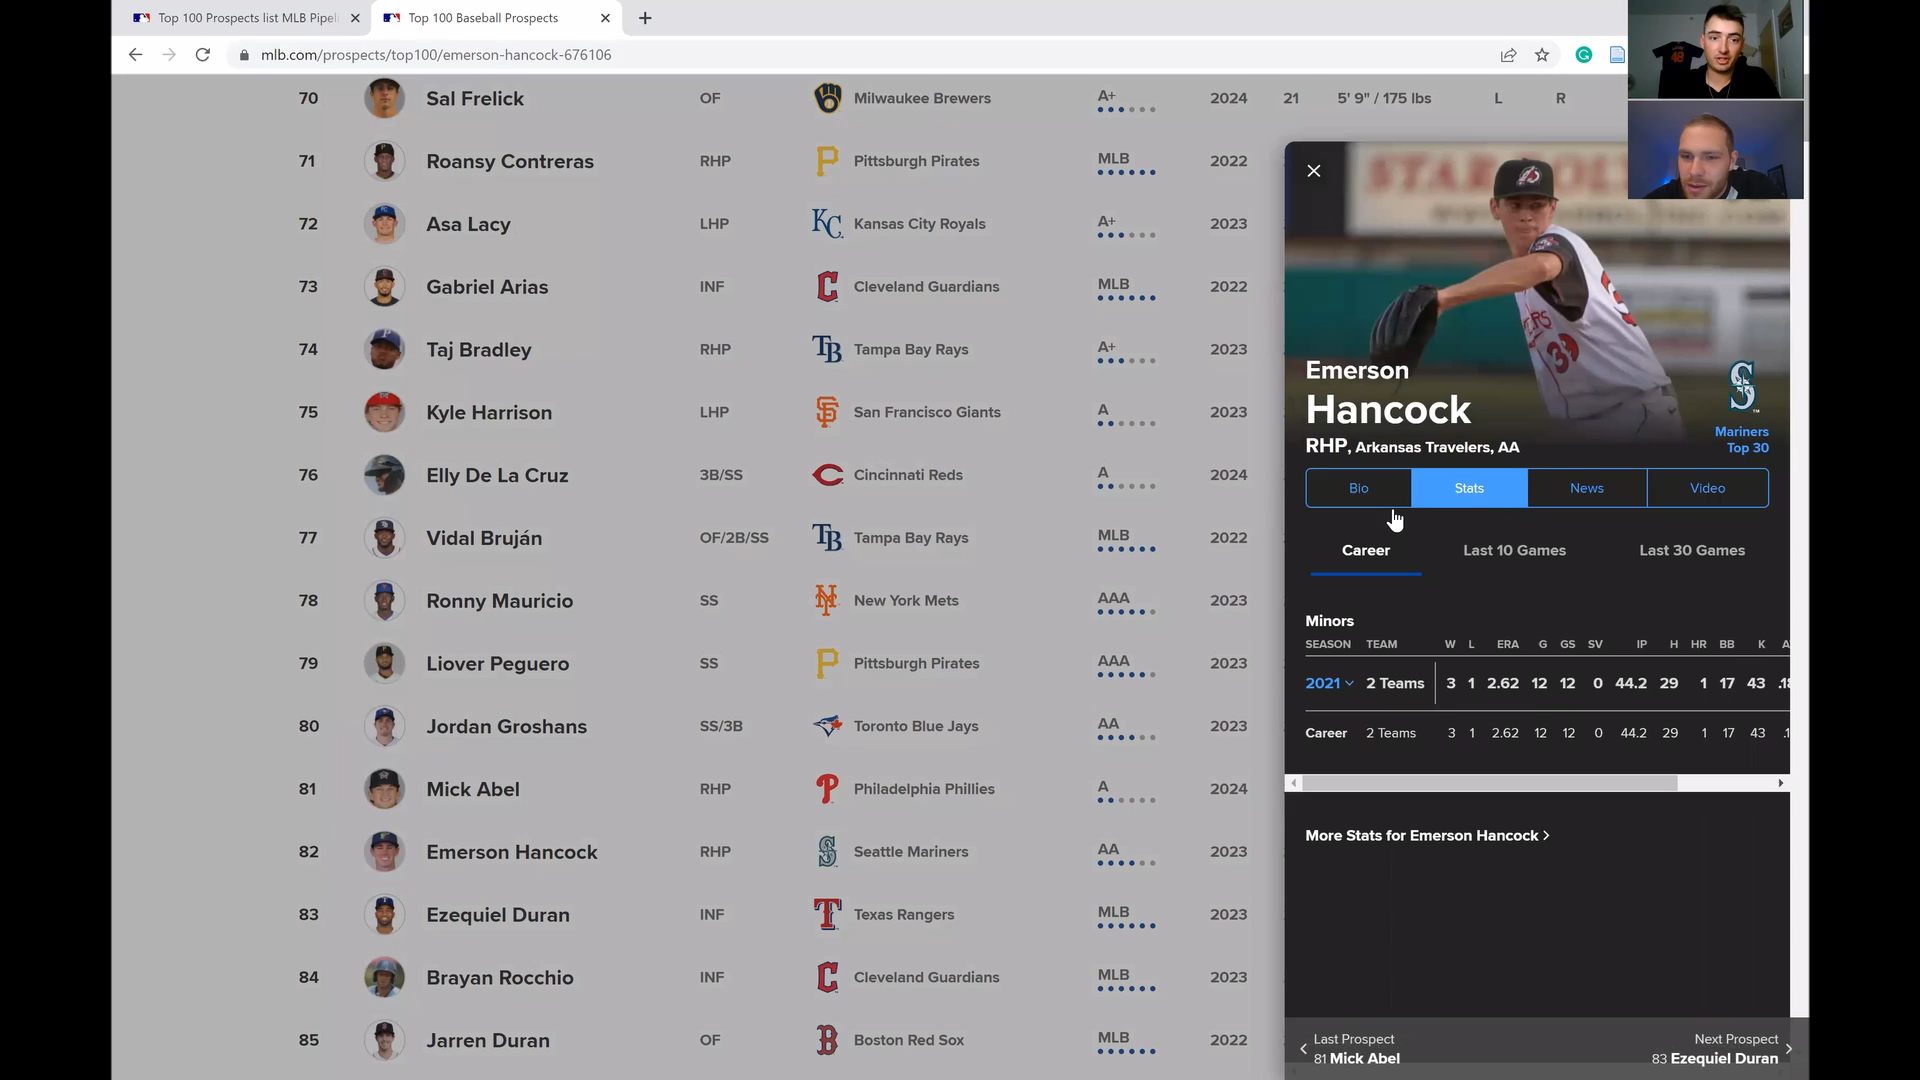 Top 100 Prospects list MLB Pipeli
Top 100 Baseball Prospects
mlb.com/prospects/top100/emerson-hancock-676106
70 Sal Frelick OF Milwaukee Brewers A+ 2024 21 5' 9" / 175 lbs L R
71 Roansy Contreras RHP Pittsburgh Pirates MLB 2022
72 Asa Lacy LHP Kansas City Royals A+ 2023
73 Gabriel Arias INF Cleveland Guardians MLB 2022
74 Taj Bradley RHP Tampa Bay Rays A+ 2023
75 Kyle Harrison LHP San Francisco Giants A 2023
76 Elly De La Cruz 3B/SS Cincinnati Reds A 2024
77 Vidal Bruján OF/2B/SS Tampa Bay Rays MLB 2022
78 Ronny Mauricio SS New York Mets AAA 2023
79 Liover Peguero SS Pittsburgh Pirates AAA 2023
80 Jordan Groshans SS/3B Toronto Blue Jays AA 2023
81 Mick Abel RHP Philadelphia Phillies A 2024
82 Emerson Hancock RHP Seattle Mariners AA 2023
83 Ezequiel Duran INF Texas Rangers MLB 2023
84 Brayan Rocchio INF Cleveland Guardians MLB 2023
85 Jarren Duran OF Boston Red Sox MLB 2022
Emerson
Hancock
RHP, Arkansas Travelers, AA
Mariners
Top 30
Bio Stats News Video
Career Last 10 Games Last 30 Games
Minors
SEASON TEAM W L ERA G GS SV IP H HR BB K
2021 2 Teams 3 1 2.62 12 12 0 44.2 29 1 17 43
Career 2 Teams 3 1 2.62 12 12 0 44.2 29 1 17 43
More Stats for Emerson Hancock >
Last Prospect
81 Mick Abel
Next Prospect
83 Ezequiel Duran